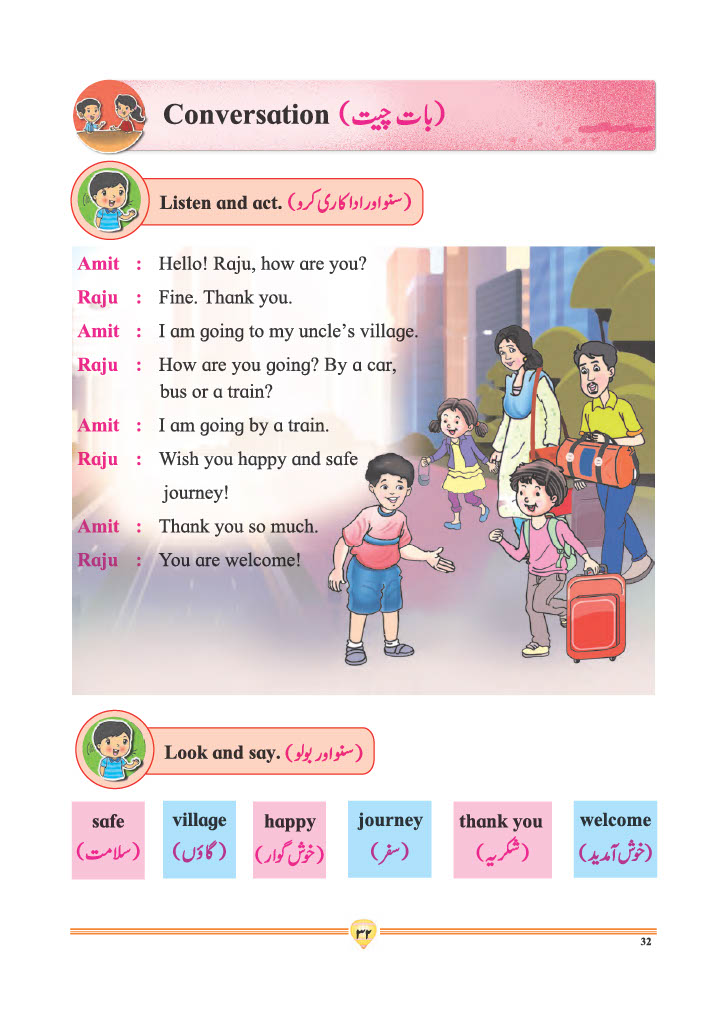 Conversation (بات چیت)
Listen and act. (سنو اور اداکاری کرو)
Amit : Hello! Raju, how are you?
Raju : Fine. Thank you.
Amit : I am going to my uncle’s village.
Raju : How are you going? By a car,
bus or a train?
Amit : I am going by a train.
Raju : Wish you happy and safe
journey!
Amit : Thank you so much.
Raju : You are welcome!
Look and say. (سنو اور بولو)
safe village happy journey thank you welcome
(سلامت) (گاؤں) (خوش گوار) (سفر) (شکریہ) (خوش آمدید)
۳۲
32